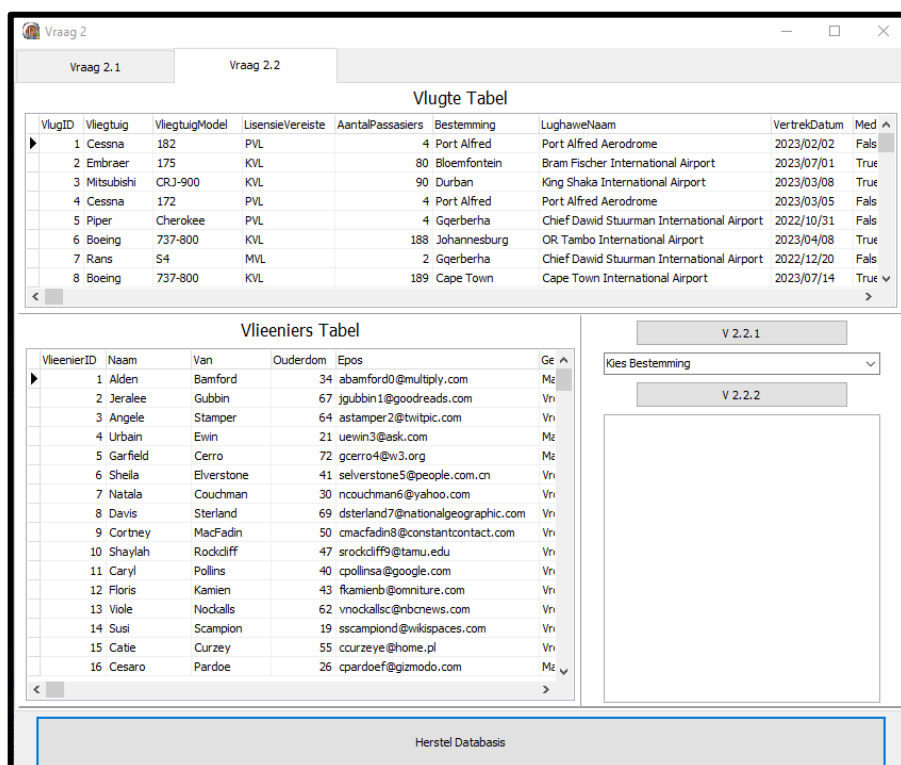 Vraag 2
Vraag 2.1 Vraag 2.2
Vlugte Tabel
VlugID Vliegtuig VliegtuigModel LisensieVereiste AantalPassasiers Bestemming LughaweNaam VertrekDatum Med
1 Cessna 182 PVL 4 Port Alfred Port Alfred Aerodrome 2023/02/02 Fals
2 Embraer 175 KVL 80 Bloemfontein Bram Fischer International Airport 2023/07/01 True
3 Mitsubishi CRJ-900 KVL 90 Durban King Shaka International Airport 2023/03/08 True
4 Cessna 172 PVL 4 Port Alfred Port Alfred Aerodrome 2023/03/05 Fals
5 Piper Cherokee PVL 4 Gqerberha Chief Dawid Stuurman International Airport 2022/10/31 Fals
6 Boeing 737-800 KVL 188 Johannesburg OR Tambo International Airport 2023/04/08 True
7 Rans S4 MVL 2 Gqerberha Chief Dawid Stuurman International Airport 2022/12/20 Fals
8 Boeing 737-800 KVL 189 Cape Town Cape Town International Airport 2023/07/14 True
Vlieeniers Tabel
VlieenierID Naam Van Ouderdom Epos Ge
1 Alden Bamford 34 abamford0@multiply.com Ma
2 Jeralee Gubbin 67 jgubbin1@goodreads.com Vr
3 Angele Stamper 64 astamper2@twitpic.com Vr
4 Urbain Ewin 21 uewin3@ask.com Ma
5 Garfield Cerro 72 gcerro4@w3.org Ma
6 Sheila Elverstone 41 selverstone5@people.com.cn Vr
7 Natala Couchman 30 ncouchman6@yahoo.com Vr
8 Davis Sterland 69 dsterland7@nationalgeographic.com Vr
9 Cortney MacFadin 50 cmacfadin8@constantcontact.com Vr
10 Shaylah Rockcliff 47 srockcliff9@tamu.edu Vr
11 Caryl Pollins 40 cpollinsa@google.com Vr
12 Floris Kamien 43 fkamienb@omniture.com Vr
13 Viole Nockalls 62 vnockallsc@nbcnews.com Vr
14 Susi Scampion 19 sscampiond@wikispaces.com Vr
15 Catie Curzey 55 ccurzeye@home.pl Vr
16 Cesaro Pardoe 26 cpardoef@gizmodo.com Ma
V 2.2.1
Kies Bestemming
V 2.2.2
Herstel Databasis